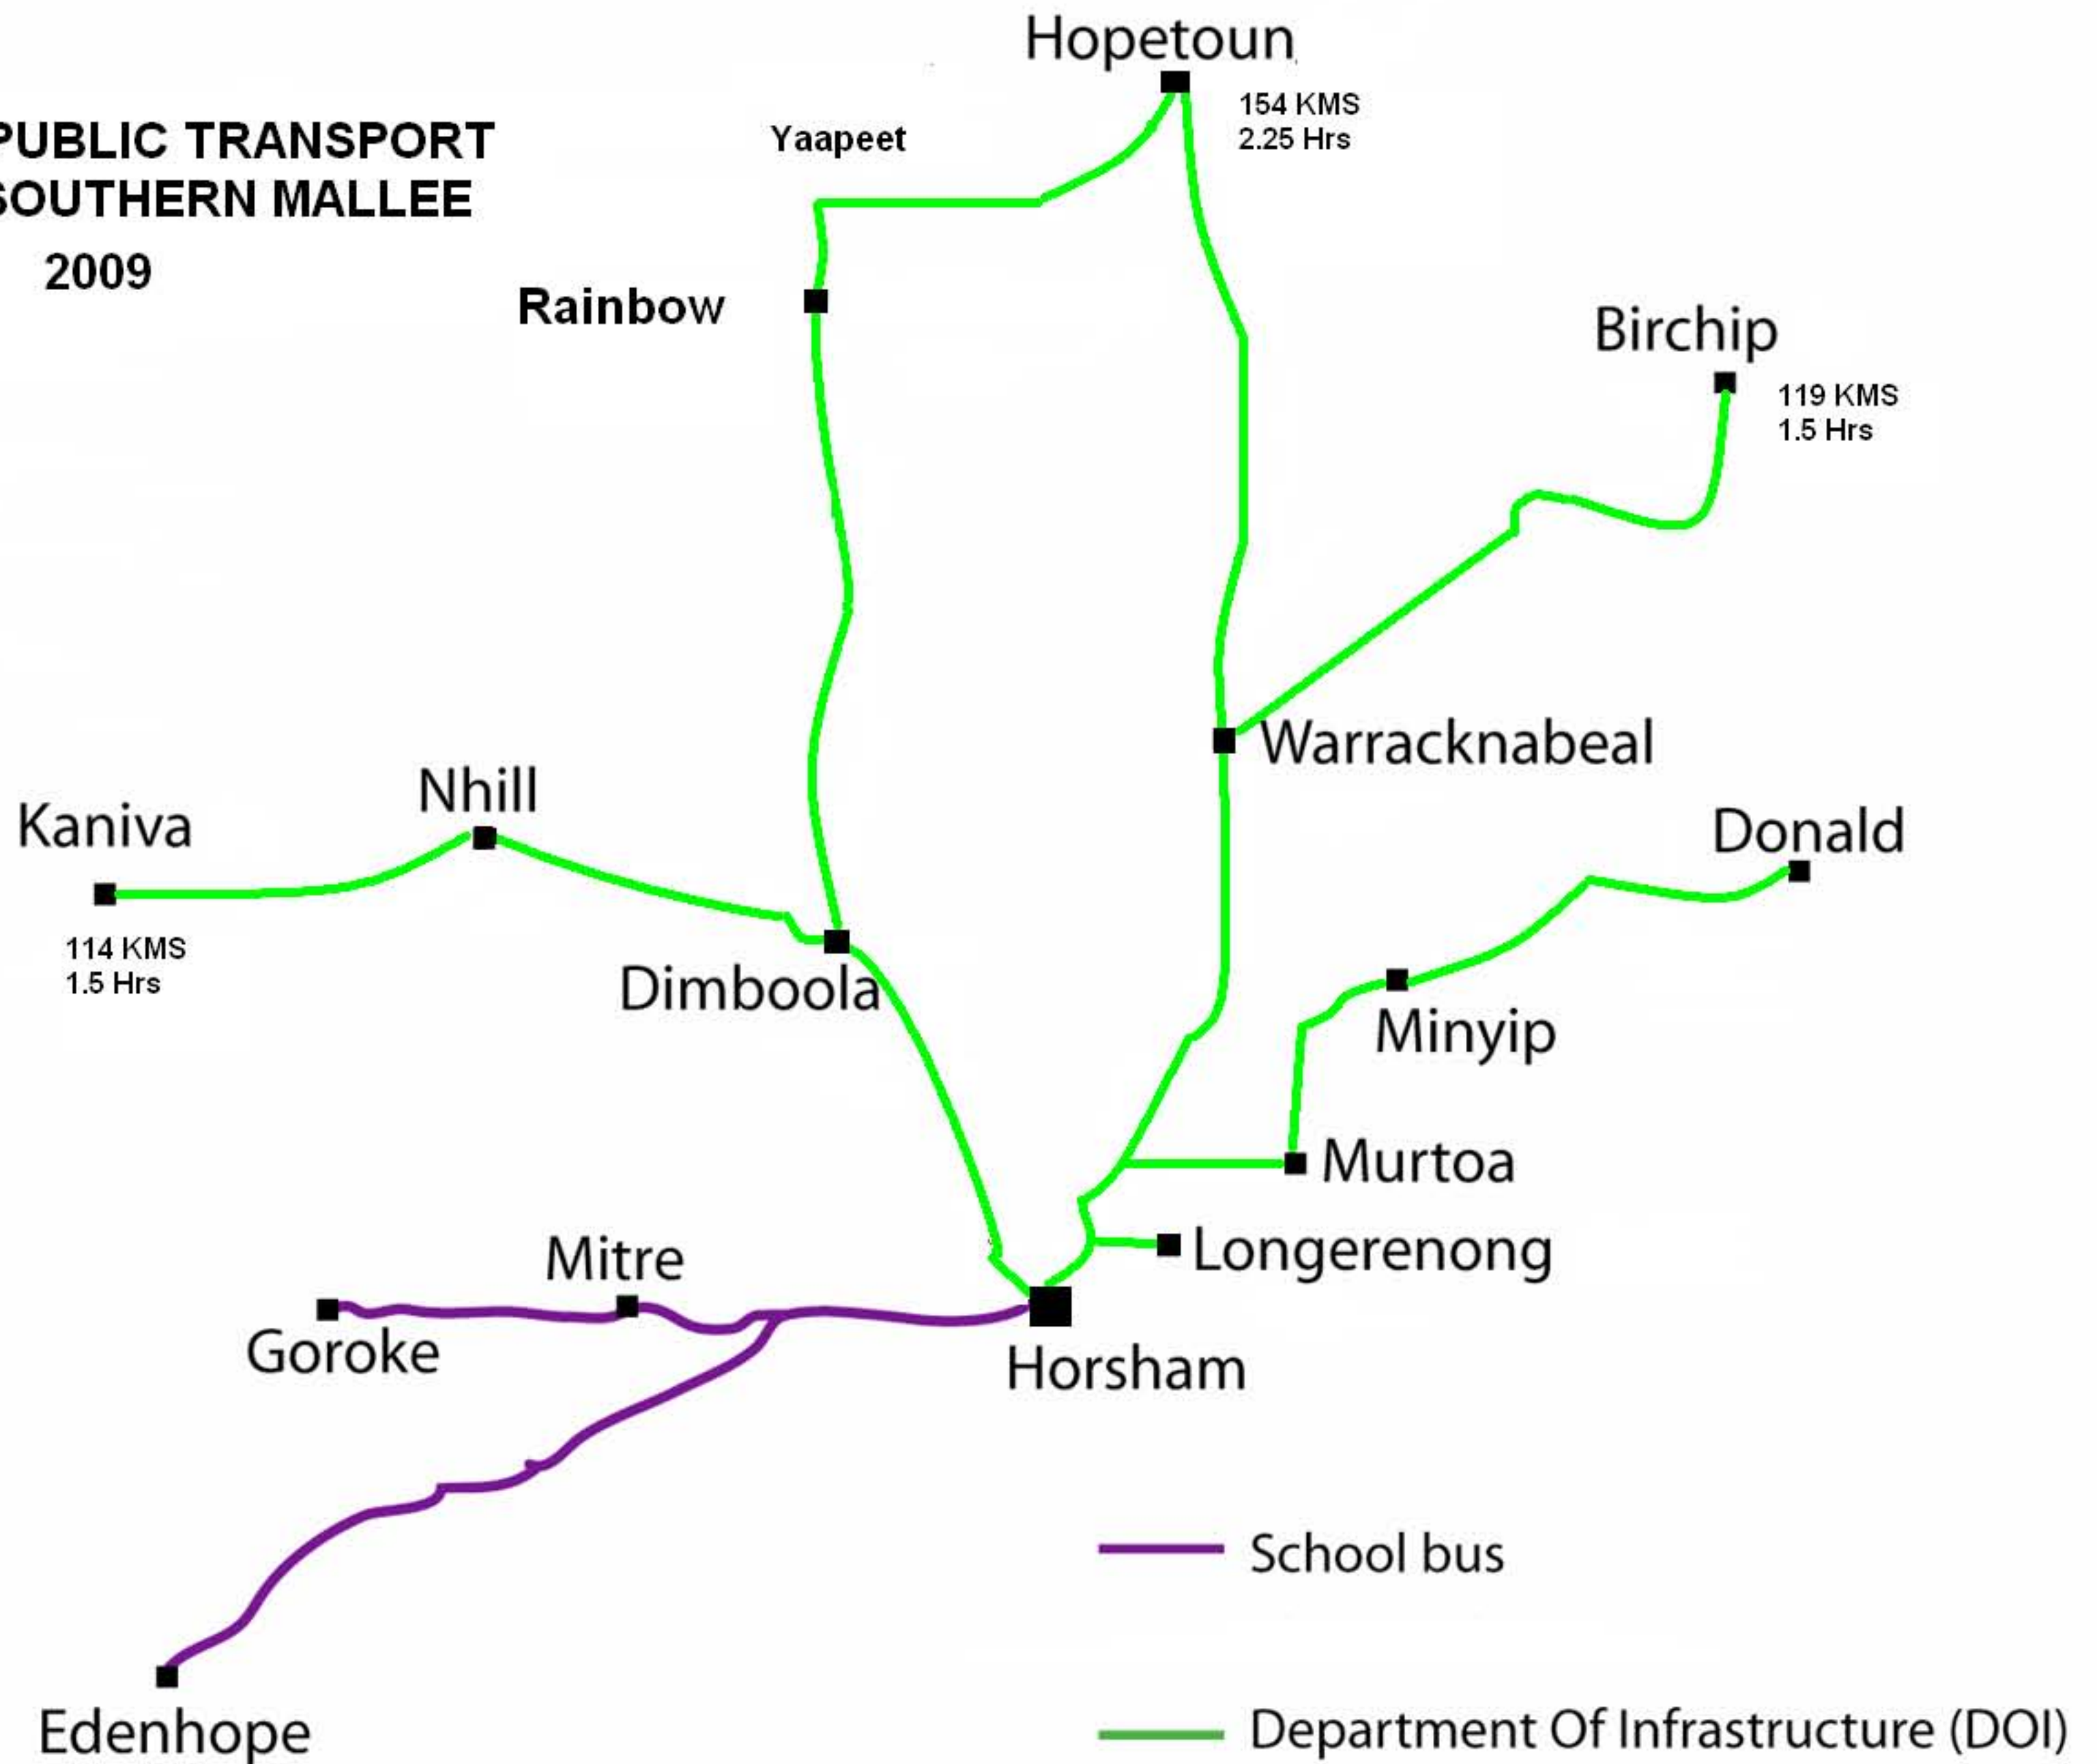 Hopetoun
154 KMS
2.25 Hrs
PUBLIC TRANSPORT
SOUTHERN MALLEE
2009
Yaapeet
Rainbow
Birchip
119 KMS
1.5 Hrs
Warracknabeal
Nhill
Kaniva
114 KMS
1.5 Hrs
Donald
Dimboola
Minyip
Murtoa
Longerenong
Mitre
Goroke
Horsham
School bus
Edenhope
Department Of Infrastructure (DOI)